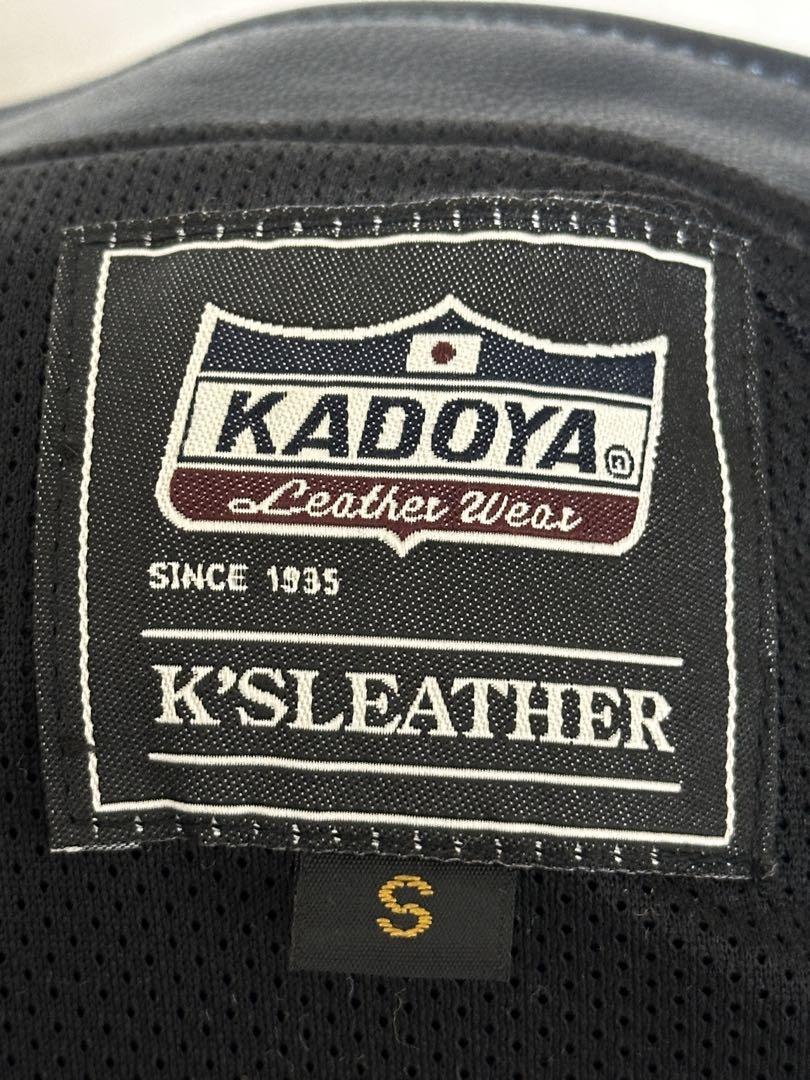 KADOYA®
Leather Wear
SINCE 1935
K'SLEATHER
S